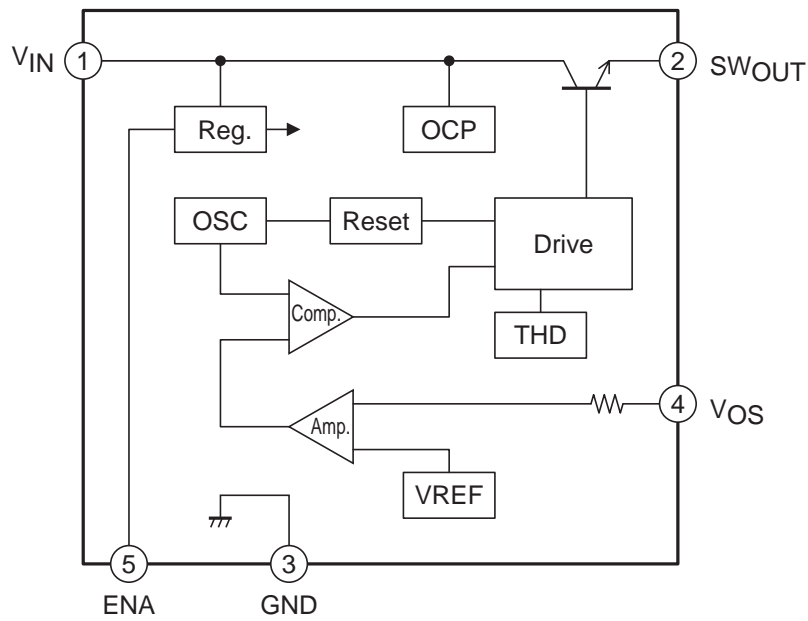 VIN
1
2
SWOUT
Reg.
OCP
OSC
Reset
Drive
Comp.
THD
Amp.
4
VOS
VREF
5
3
ENA
GND